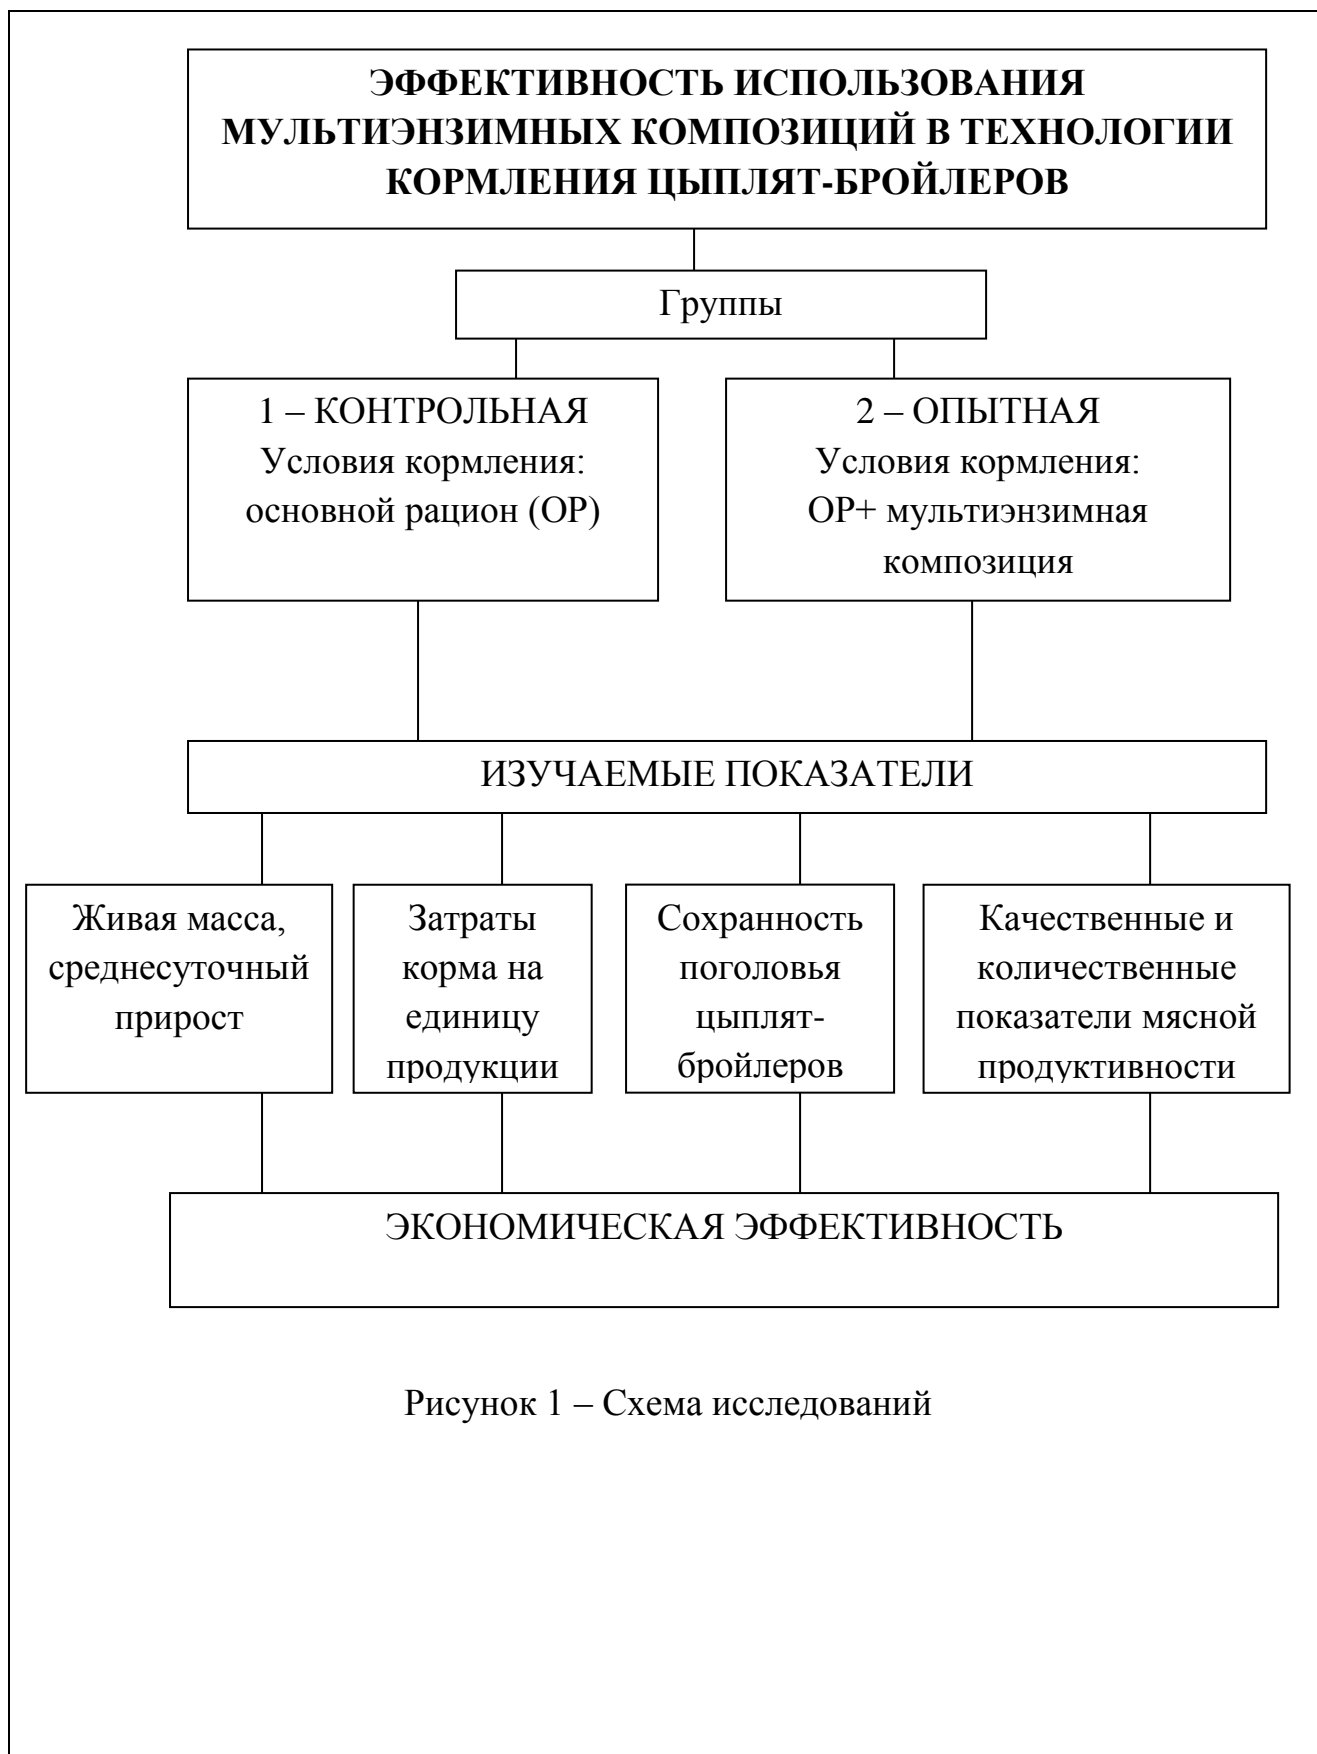 ЭФФЕКТИВНОСТЬ ИСПОЛЬЗОВАНИЯ
МУЛЬТИЭНЗИМНЫХ КОМПОЗИЦИЙ В ТЕХНОЛОГИИ
КОРМЛЕНИЯ ЦЫПЛЯТ-БРОЙЛЕРОВ
Группы
1 – КОНТРОЛЬНАЯ
Условия кормления:
основной рацион (ОР)
2 – ОПЫТНАЯ
Условия кормления:
ОР+ мультиэнзимная
композиция
ИЗУЧАЕМЫЕ ПОКАЗАТЕЛИ
Живая масса,
среднесуточный
прирост
Затраты
корма на
единицу
продукции
Сохранность
поголовья
цыплят-
бройлеров
Качественные и
количественные
показатели мясной
продуктивности
ЭКОНОМИЧЕСКАЯ ЭФФЕКТИВНОСТЬ
Рисунок 1 – Схема исследований